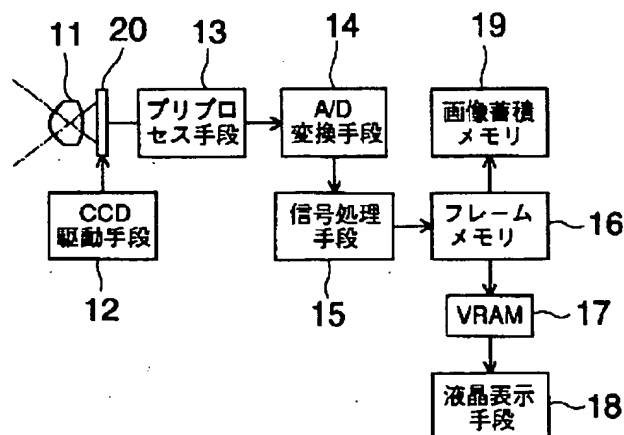 11
20
13
14
19
プリプロ
セス手段
A/D
変換手段
画像蓄積
メモリ
CCD
駆動手段
信号処理
手段
フレーム
メモリ
16
12
15
VRAM
17
液晶表示
手段
18